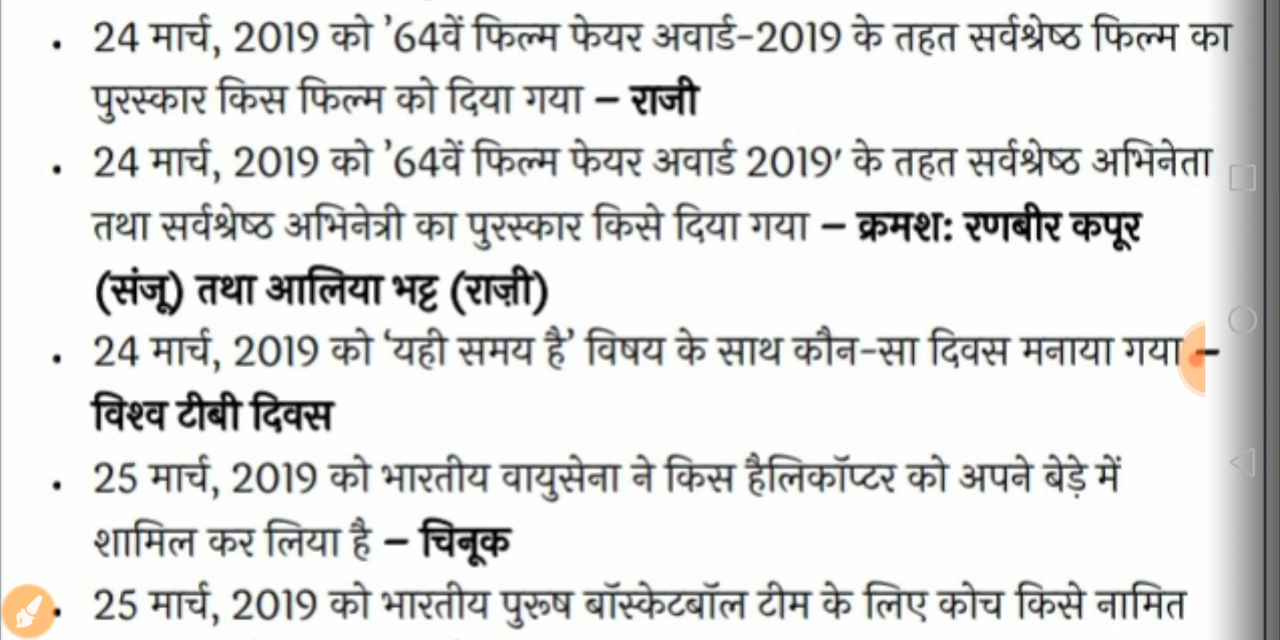 • 24 मार्च, 2019 को '64वें फिल्म फेयर अवार्ड-2019 के तहत सर्वश्रेष्ठ फिल्म का
पुरस्कार किस फिल्म को दिया गया – राजी
• 24 मार्च, 2019 को '64वें फिल्म फेयर अवार्ड 2019' के तहत सर्वश्रेष्ठ अभिनेता
तथा सर्वश्रेष्ठ अभिनेत्री का पुरस्कार किसे दिया गया – क्रमश: रणबीर कपूर
(संजू) तथा आलिया भट्ट (राज़ी)
• 24 मार्च, 2019 को ‘यही समय है’ विषय के साथ कौन-सा दिवस मनाया गया –
विश्व टीबी दिवस
• 25 मार्च, 2019 को भारतीय वायुसेना ने किस हैलिकॉप्टर को अपने बेड़े में
शामिल कर लिया है – चिनूक
• 25 मार्च, 2019 को भारतीय पुरुष बॉस्केटबॉल टीम के लिए कोच किसे नामित